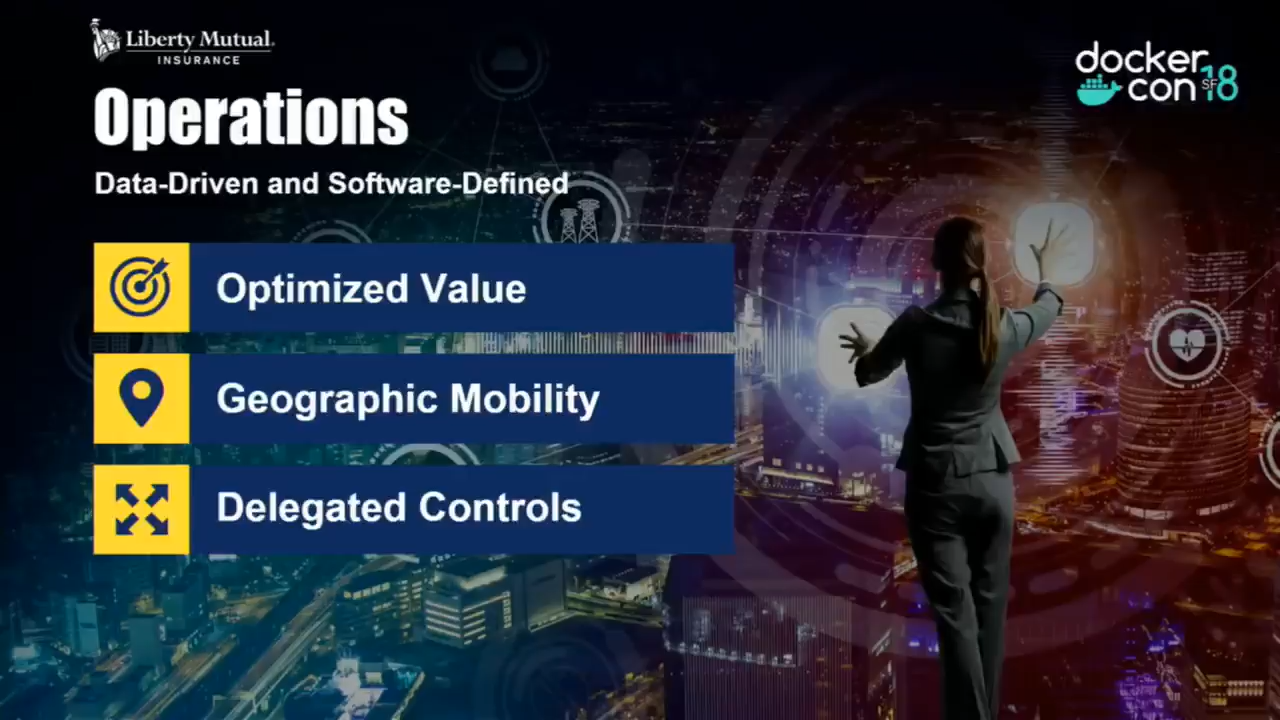 Liberty Mutual.
INSURANCE
docker
con SF 18
Operations
Data-Driven and Software-Defined
Optimized Value
Geographic Mobility
Delegated Controls